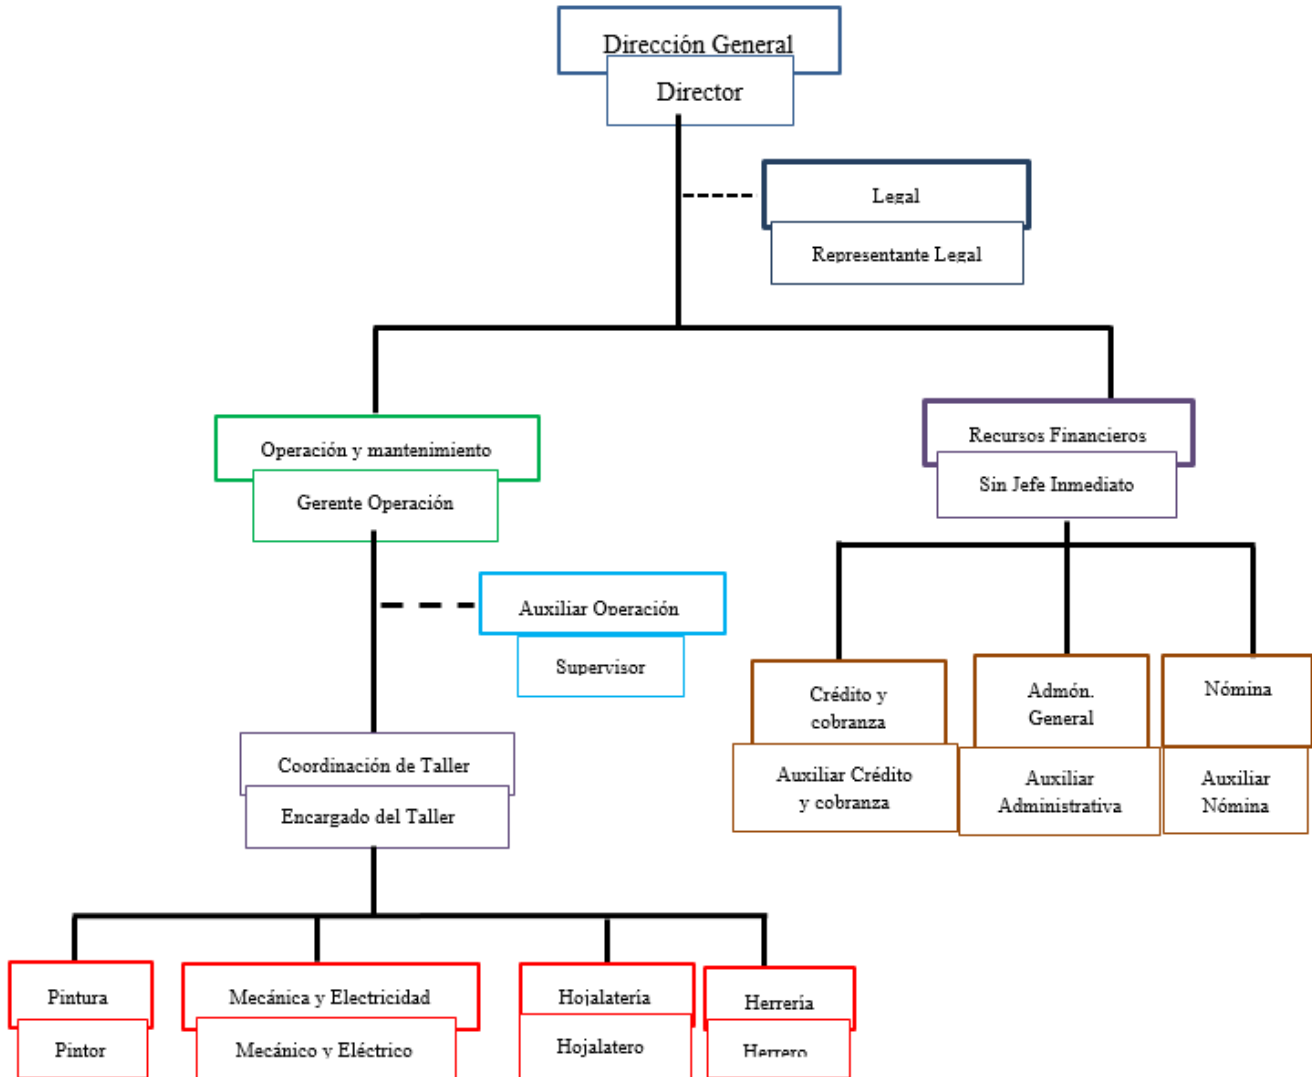 Dirección General
Director
Legal
Representante Legal
Operación y mantenimiento
Gerente Operación
Recursos Financieros
Sin Jefe Inmediato
Auxiliar Operación
Supervisor
Crédito y
cobranza
Auxiliar Crédito
y cobranza
Admón.
General
Auxiliar
Administrativa
Nómina
Auxiliar
Nómina
Coordinación de Taller
Encargado del Taller
Pintura
Pintor
Mecánica y Electricidad
Mecánico y Eléctrico
Hojalatería
Hojalatero
Herrería
Herrero